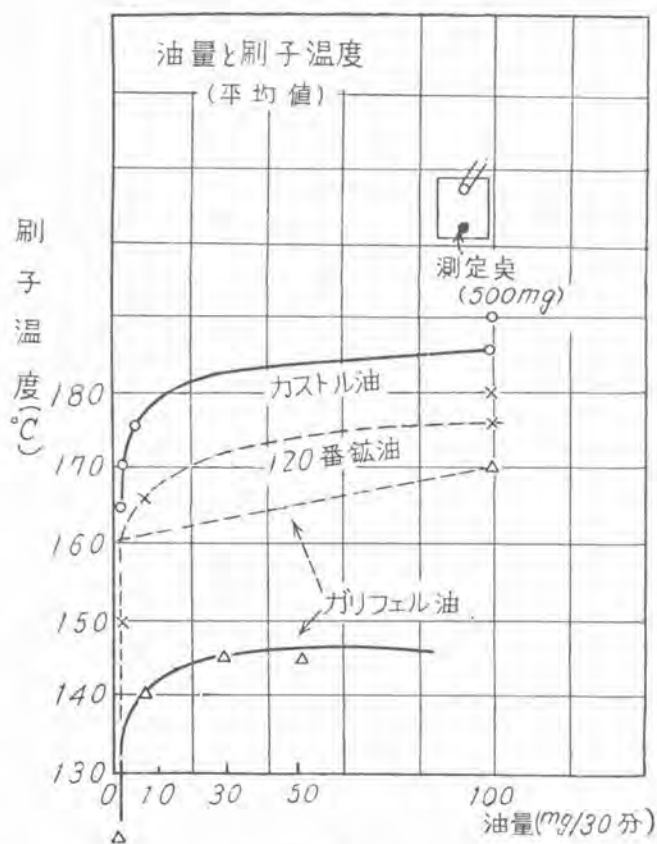 油量と刷子温度
(平均値)
測定矣
(500mg)
刷子温度(℃)
カストル油
120番鉱油
ガリフェル油
180
170
160
150
140
130
0 10 30 50 100
油量(mg/30分)